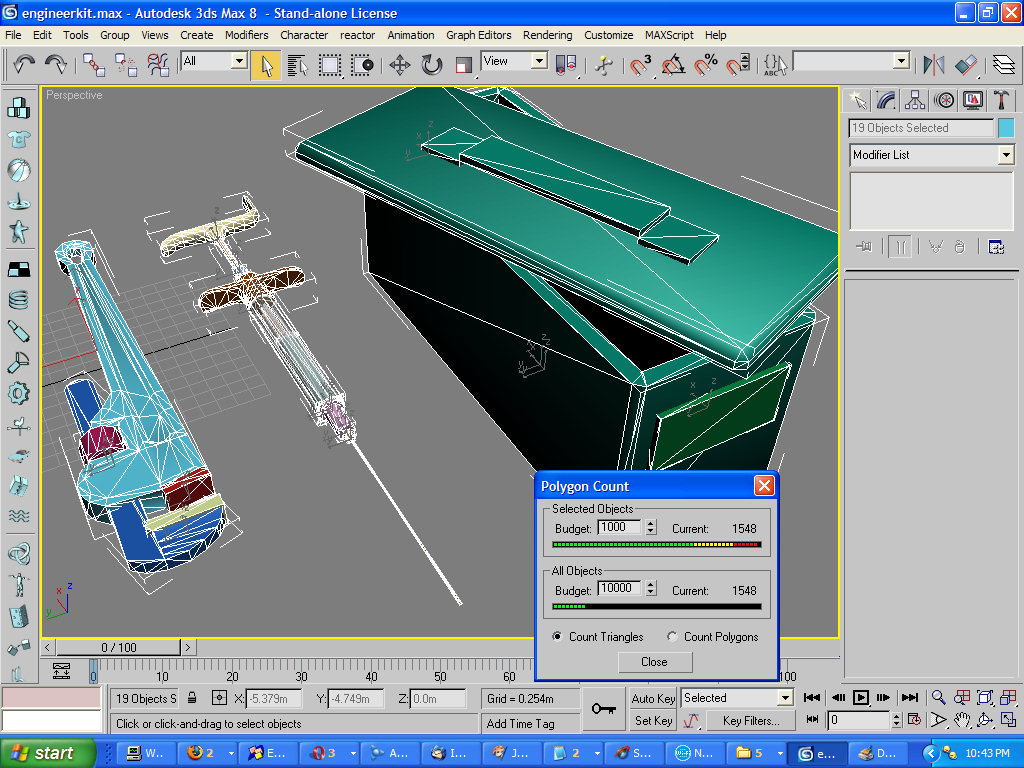 engineerkit.max - Autodesk 3ds Max 8 - Stand-alone License
File Edit Tools Group Views Create Modifiers Character reactor Animation Graph Editors Rendering Customize MAXScript Help
All View 3 % ABC
Perspective
19 Objects Selected
Modifier List
z
x
y
Polygon Count
Selected Objects
Budget: 1000 Current: 1548
All Objects
Budget: 10000 Current: 1548
Count Triangles Count Polygons
Close
z
x
y
< 0 / 100 >
0 10 20 30 40 50 60 100
19 Objects S X: -5.379m Y: -4.749m Z: 0.0m Grid = 0.254m Auto Key Selected
Click or click-and-drag to select objects Add Time Tag Set Key Key Filters... 0
start W... 2 E... 3 A... I... J... 2 S... N... 5 e... D... 10:43 PM